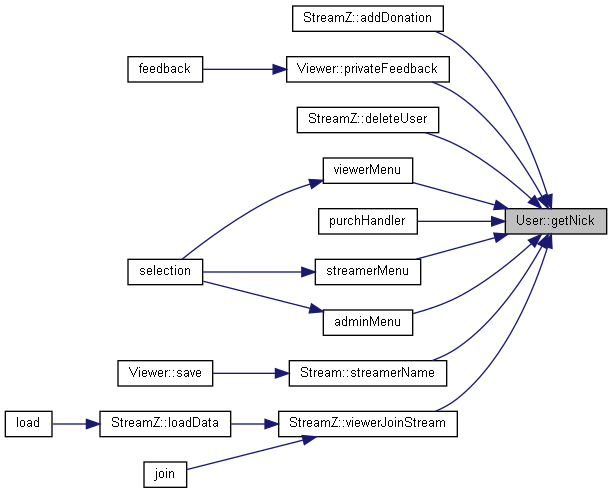 StreamZ::addDonation
feedback
Viewer::privateFeedback
StreamZ::deleteUser
viewerMenu
purchHandler
User::getNick
selection
streamerMenu
adminMenu
Viewer::save
Stream::streamerName
load
StreamZ::loadData
StreamZ::viewerJoinStream
join